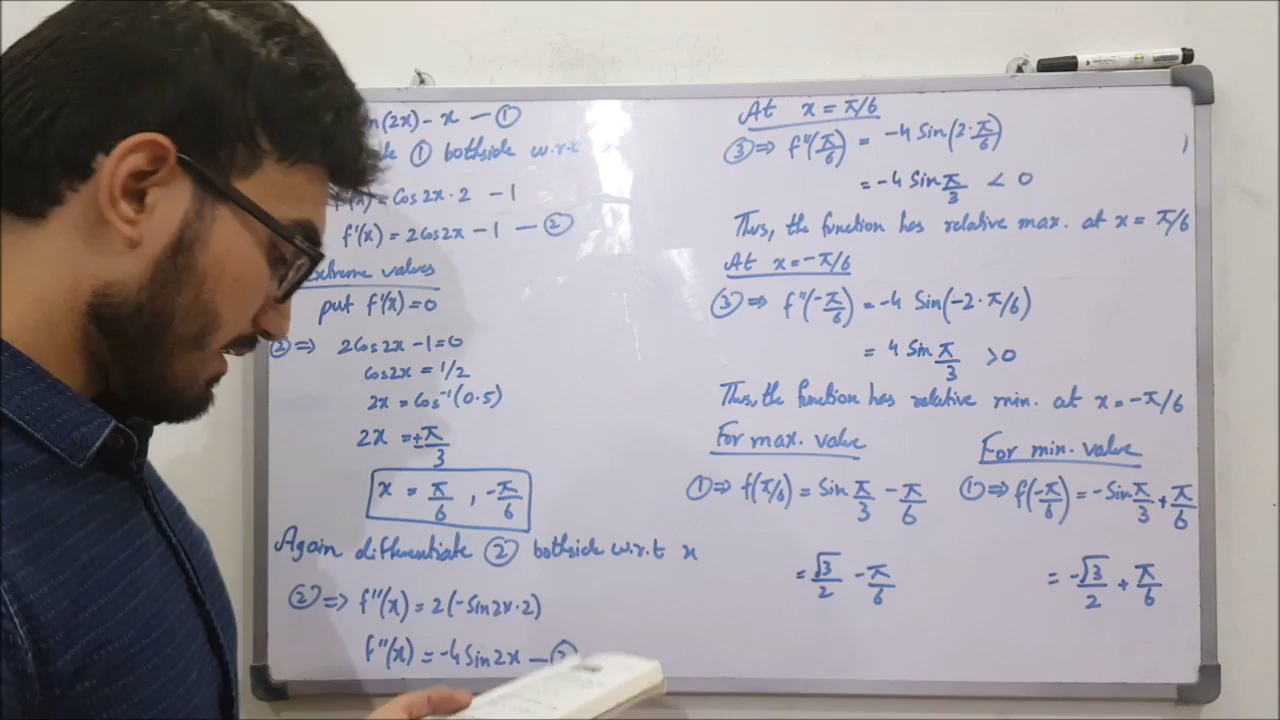 n(2x) - x — ①
① bothside w.r.t x
f'(x) = Cos2x·2 - 1
f'(x) = 2Cos2x - 1 — ②
extreme values
put f'(x) = 0
② ⇒ 2Cos2x - 1 = 0
Cos2x = 1/2
2x = Cos⁻¹(0.5)
2x = ±π/3
x = π/6 , -π/6
Again differentiate ② bothside w.r.t x
② ⇒ f''(x) = 2(-Sin2x·2)
f''(x) = -4Sin2x — ③
At x = π/6
③ ⇒ f''(π/6) = -4 Sin(2·π/6)
= -4 Sin π/3 < 0
Thus, the function has relative max. at x = π/6
At x = -π/6
③ ⇒ f''(-π/6) = -4 Sin(-2·π/6)
= 4 Sin π/3 > 0
Thus, the function has relative min. at x = -π/6
For max. value
① ⇒ f(π/6) = Sin π/3 - π/6
= √3/2 - π/6
For min. value
① ⇒ f(-π/6) = -Sin π/3 + π/6
= -√3/2 + π/6